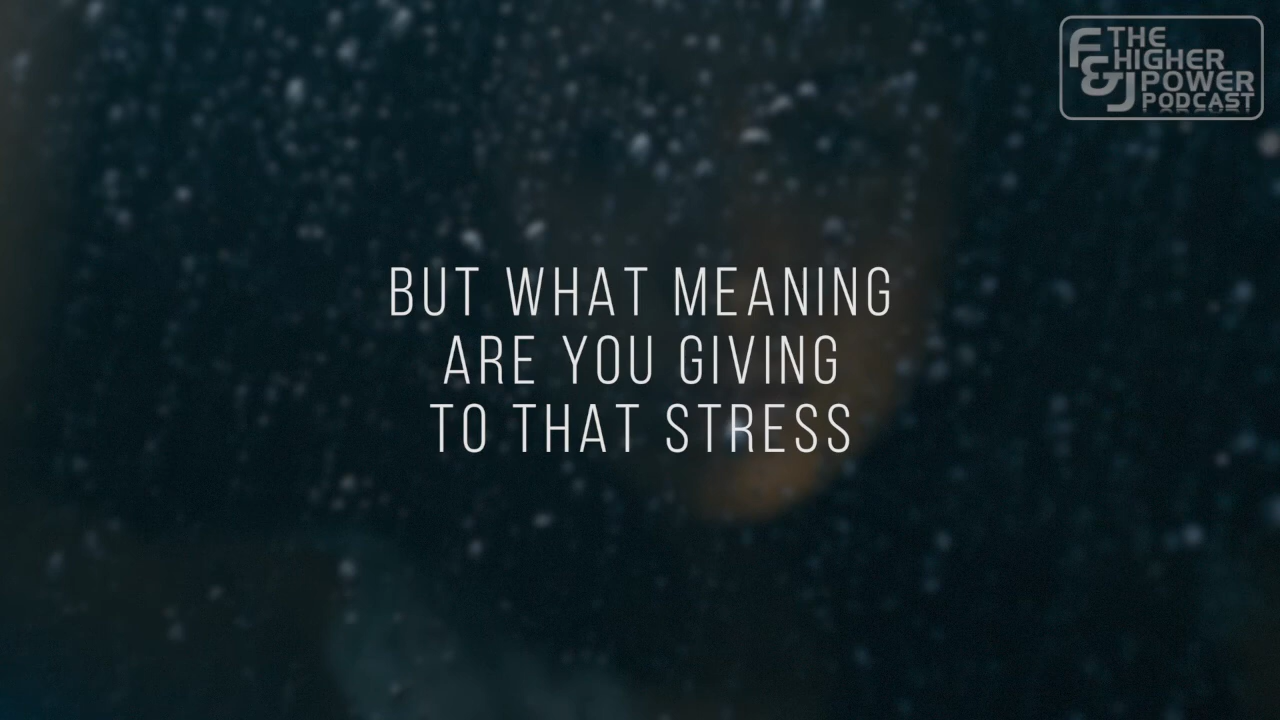 F&J THE
HIGHER
POWER
PODCAST
BUT WHAT MEANING
ARE YOU GIVING
TO THAT STRESS